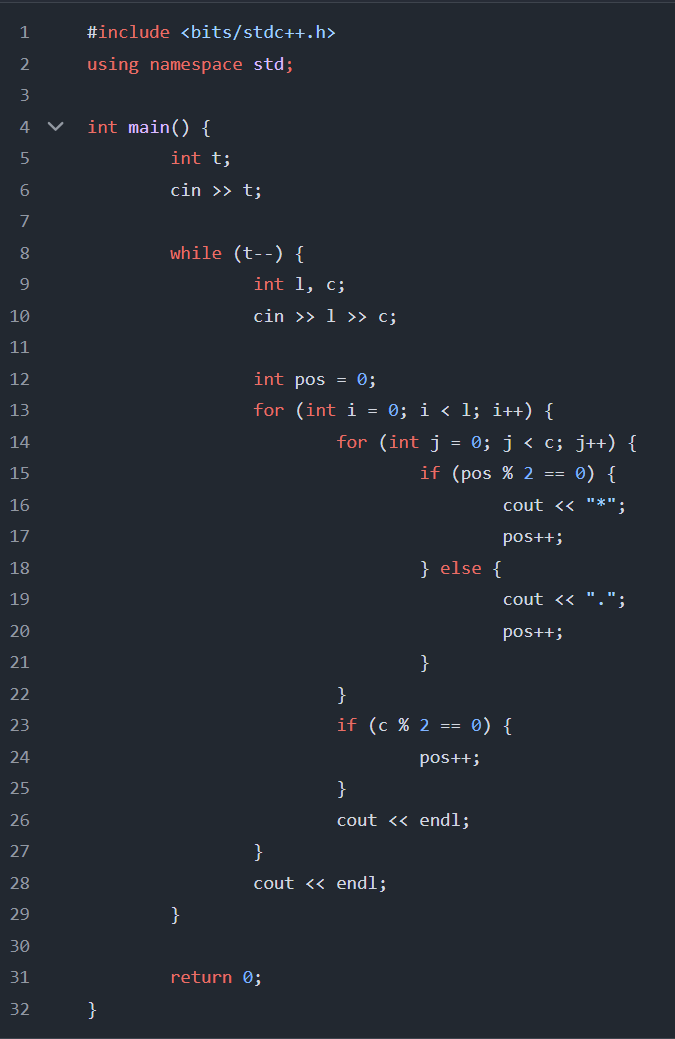 1 #include <bits/stdc++.h>
2 using namespace std;
3
4 int main() {
5 int t;
6 cin >> t;
7
8 while (t--) {
9 int l, c;
10 cin >> l >> c;
11
12 int pos = 0;
13 for (int i = 0; i < l; i++) {
14 for (int j = 0; j < c; j++) {
15 if (pos % 2 == 0) {
16 cout << "*";
17 pos++;
18 } else {
19 cout << ".";
20 pos++;
21 }
22 }
23 if (c % 2 == 0) {
24 pos++;
25 }
26 cout << endl;
27 }
28 cout << endl;
29 }
30
31 return 0;
32 }